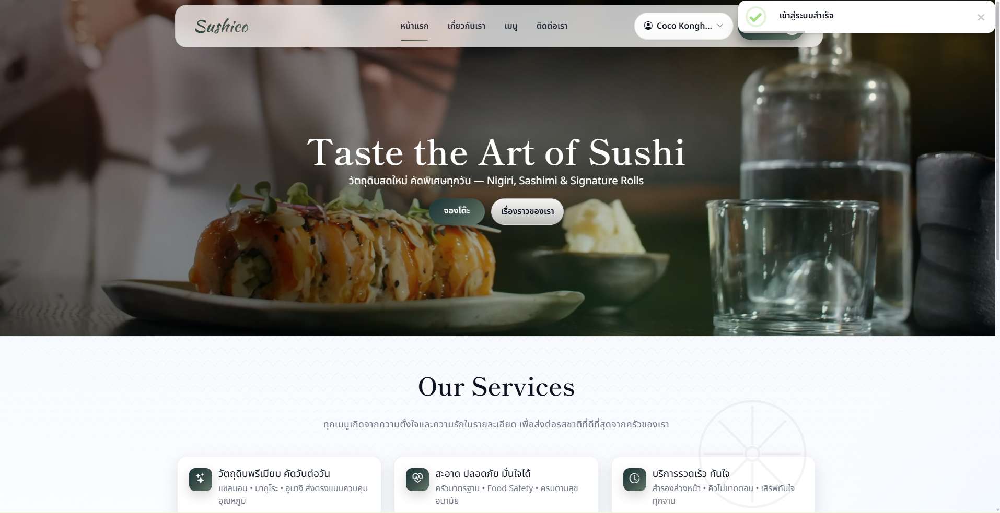 Sushico
หน้าแรก
เกี่ยวกับเรา
เมนู
ติดต่อเรา
Coco Kongh...
เข้าสู่ระบบสำเร็จ
Taste the Art of Sushi
วัตถุดิบสดใหม่ คัดพิเศษทุกวัน — Nigiri, Sashimi & Signature Rolls
จองโต๊ะ
เรื่องราวของเรา
Our Services
ทุกเมนูเกิดจากความตั้งใจและความรักในรายละเอียด เพื่อส่งต่อรสชาติที่ดีที่สุดจากครัวของเรา
วัตถุดิบพรีเมียม คัดวันต่อวัน
แซลมอน • มากูโระ • อูนางิ ส่งตรงแบบควบคุม
อุณหภูมิ
สะอาด ปลอดภัย มั่นใจได้
ครัวมาตรฐาน • Food Safety • ครบตามสุข
อนามัย
บริการรวดเร็ว ทันใจ
สำรองล่วงหน้า • คิวไม่ขาดตอน • เสิร์ฟทันใจ
ทุกจาน